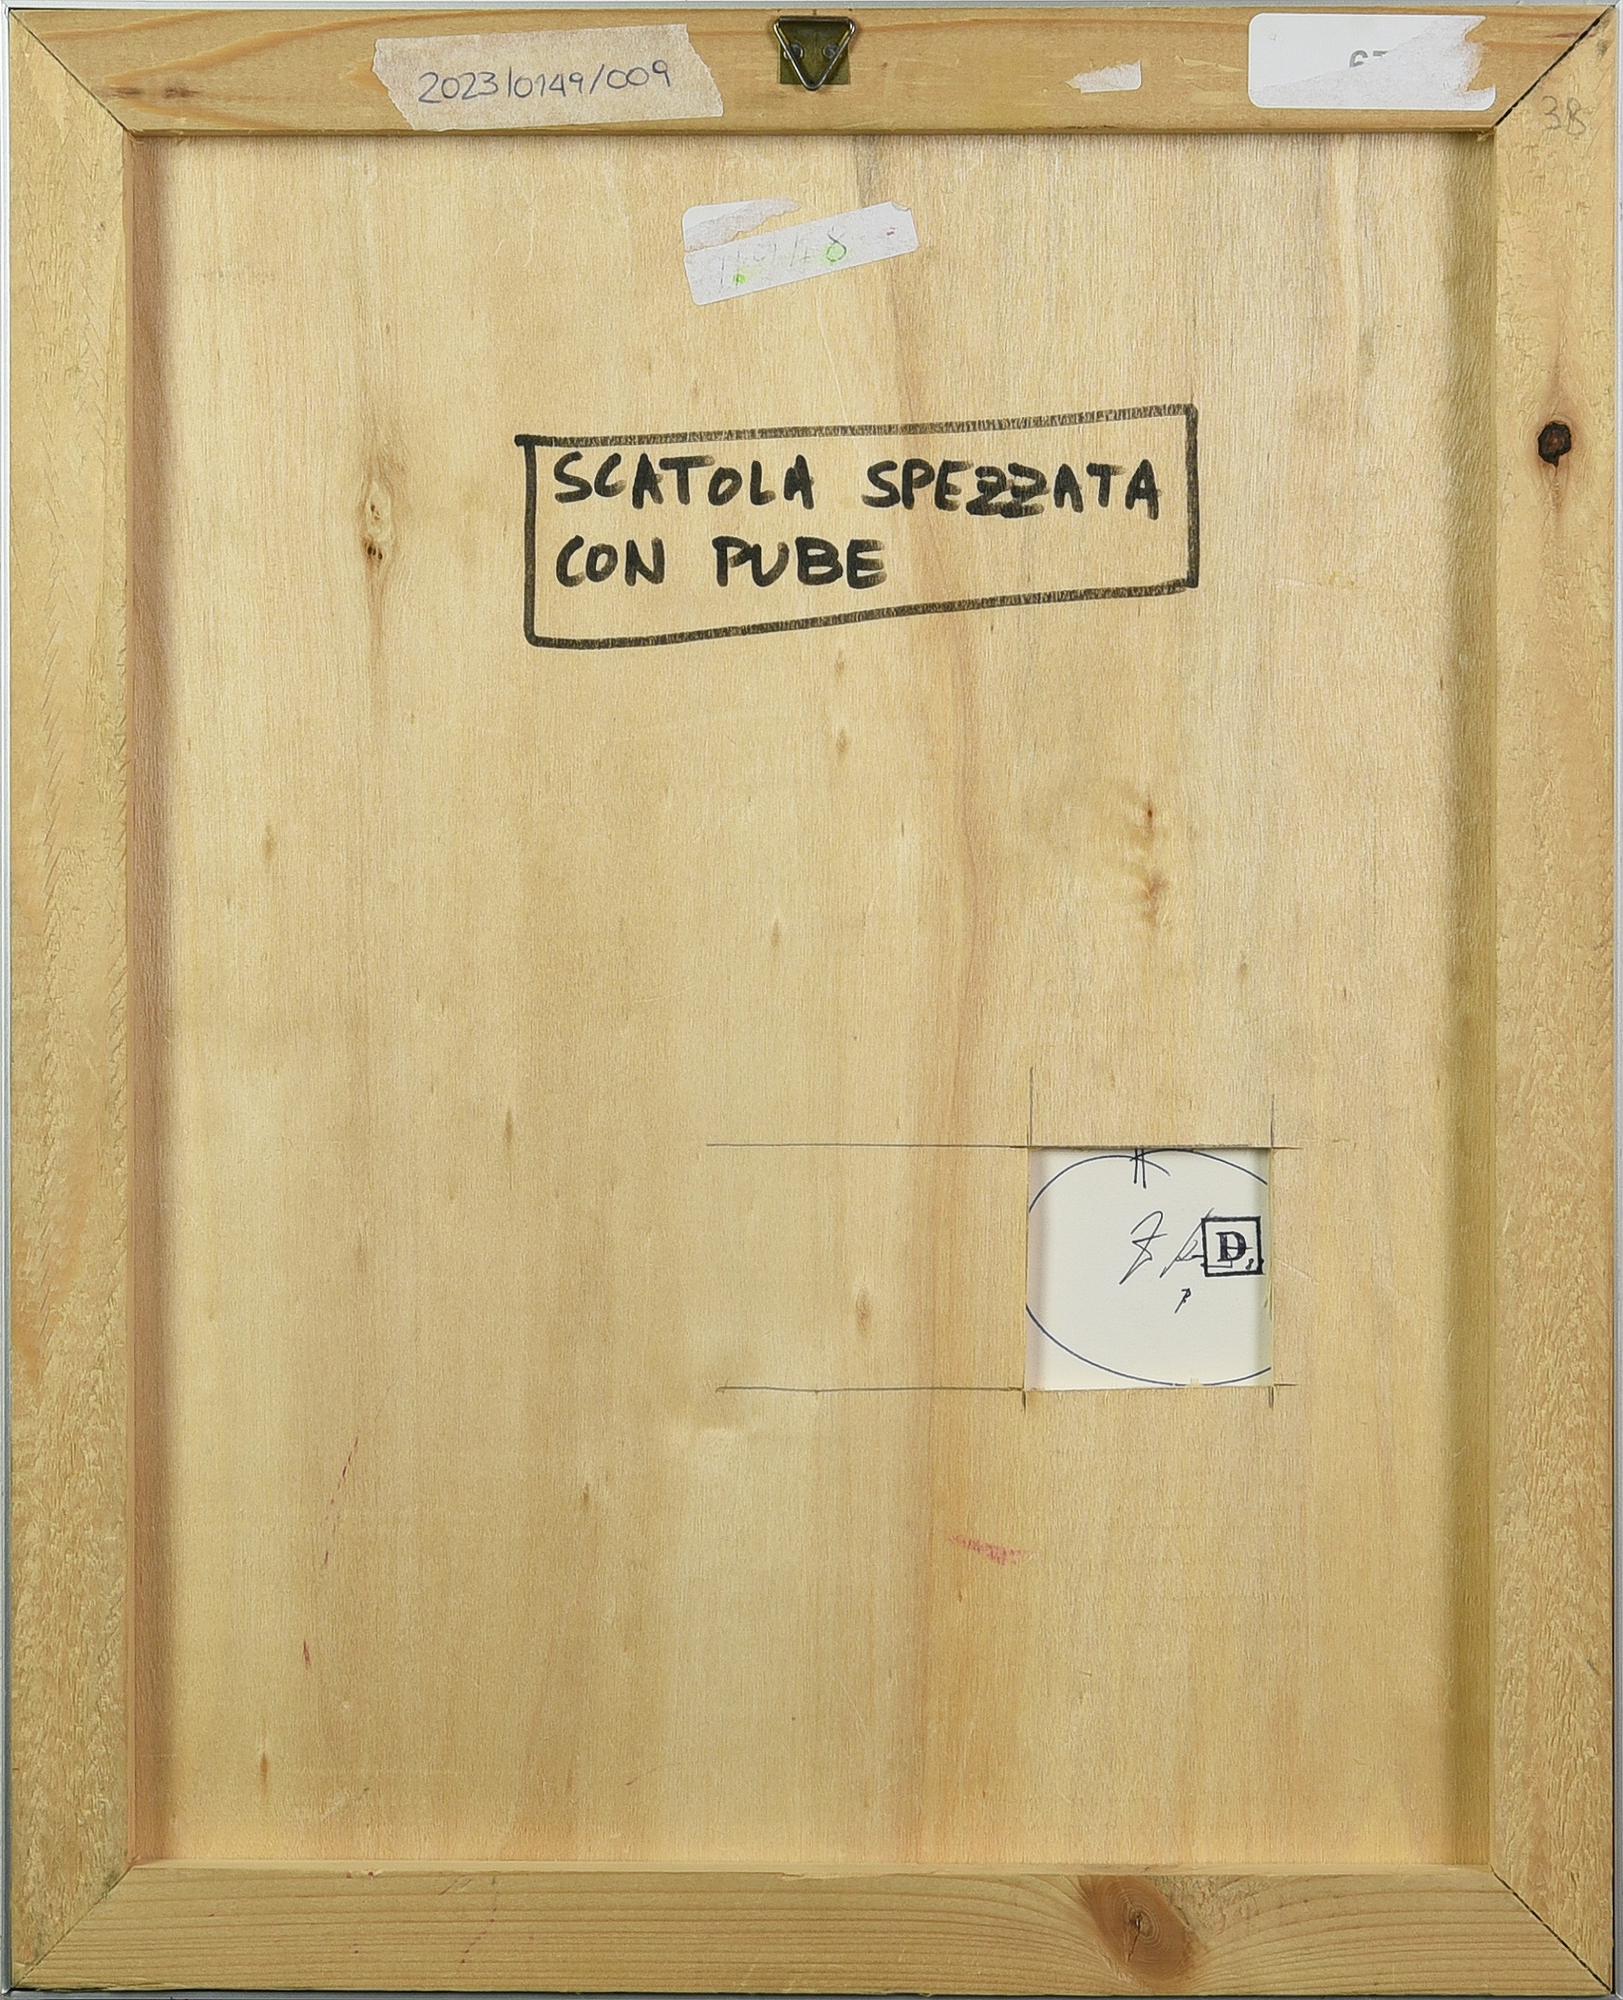 2023/0149/009
38
SCATOLA SPEZZATA
CON PUBE
D